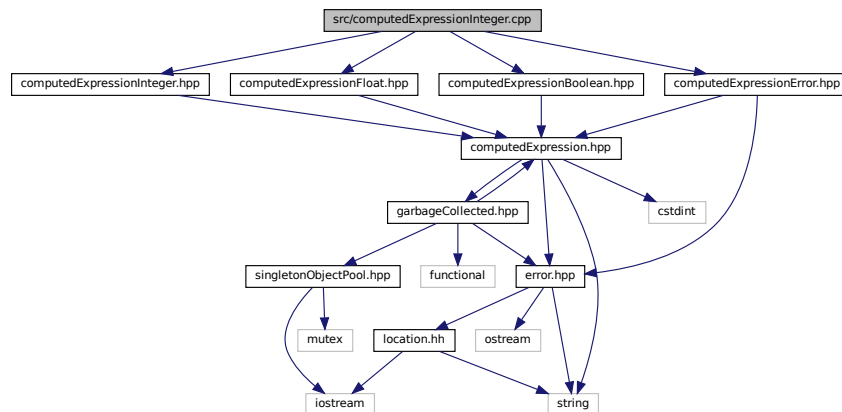 src/computedExpressionInteger.cpp
computedExpressionInteger.hpp
computedExpressionFloat.hpp
computedExpressionBoolean.hpp
computedExpressionError.hpp
computedExpression.hpp
garbageCollected.hpp
cstdint
singletonObjectPool.hpp
functional
error.hpp
mutex
location.hh
ostream
iostream
string